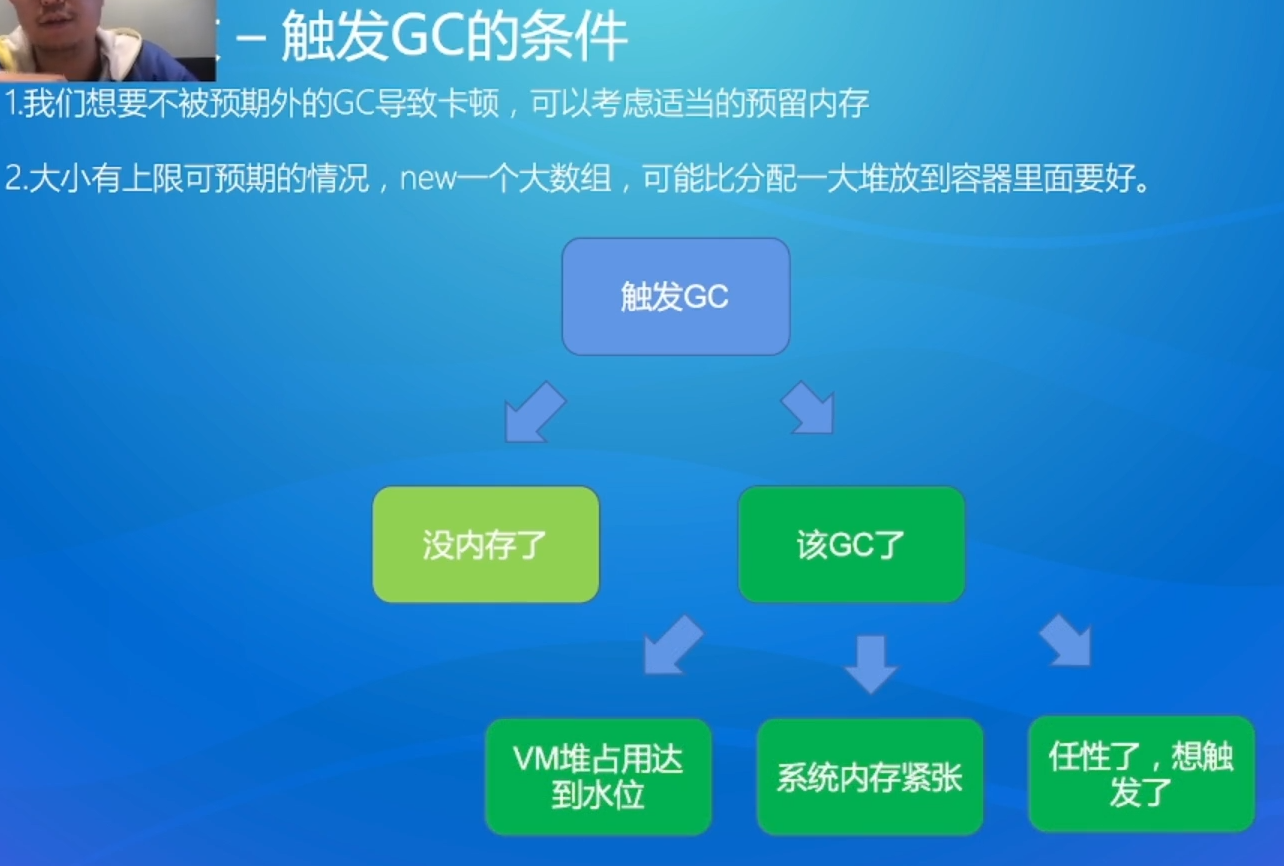 – 触发GC的条件
1.我们想要不被预期外的GC导致卡顿，可以考虑适当的预留内存
2.大小有上限可预期的情况，new一个大数组，可能比分配一大堆放到容器里面要好。
触发GC
没内存了
该GC了
VM堆占用达
到水位
系统内存紧张
任性了，想触
发了